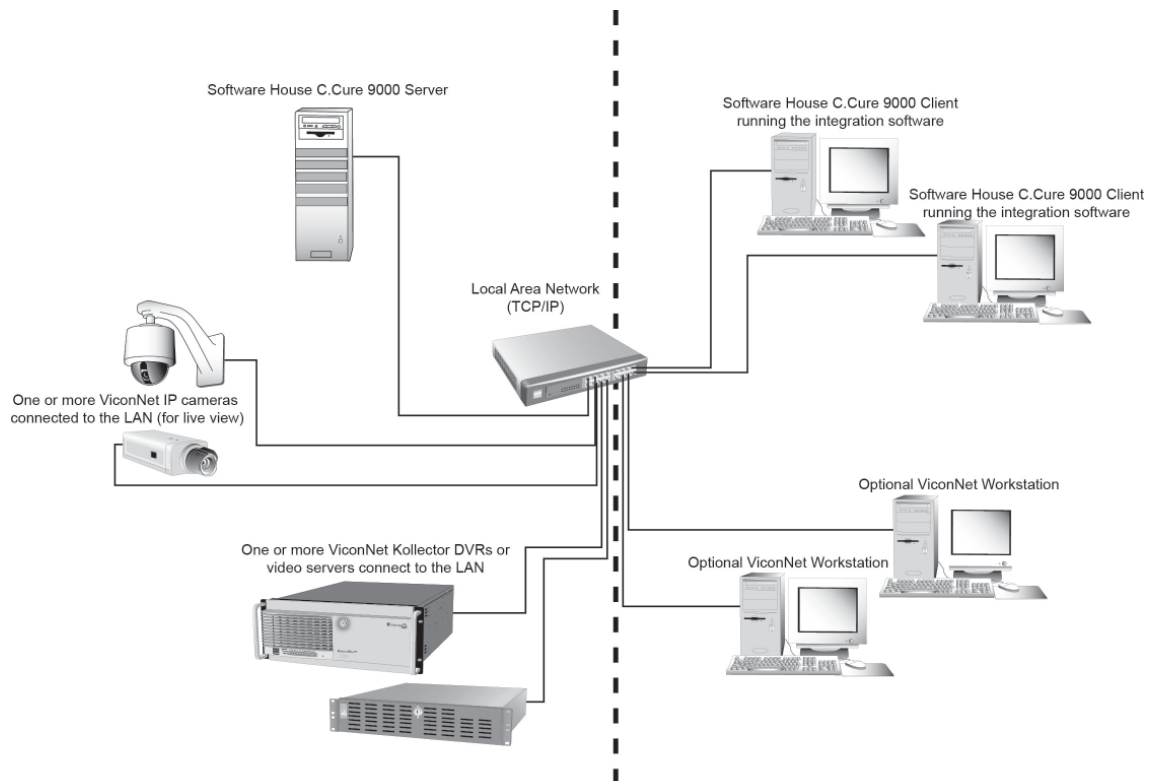 Software House C.Cure 9000 Server
Software House C.Cure 9000 Client
running the integration software
Software House C.Cure 9000 Client
running the integration software
Local Area Network
(TCP/IP)
One or more ViconNet IP cameras
connected to the LAN (for live view)
Optional ViconNet Workstation
One or more ViconNet Kollector DVRs or
video servers connect to the LAN
Optional ViconNet Workstation